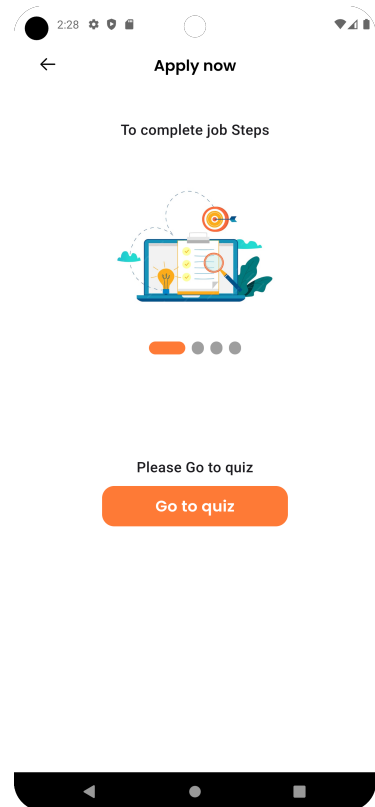 2:28
Apply now
To complete job Steps
Please Go to quiz
Go to quiz